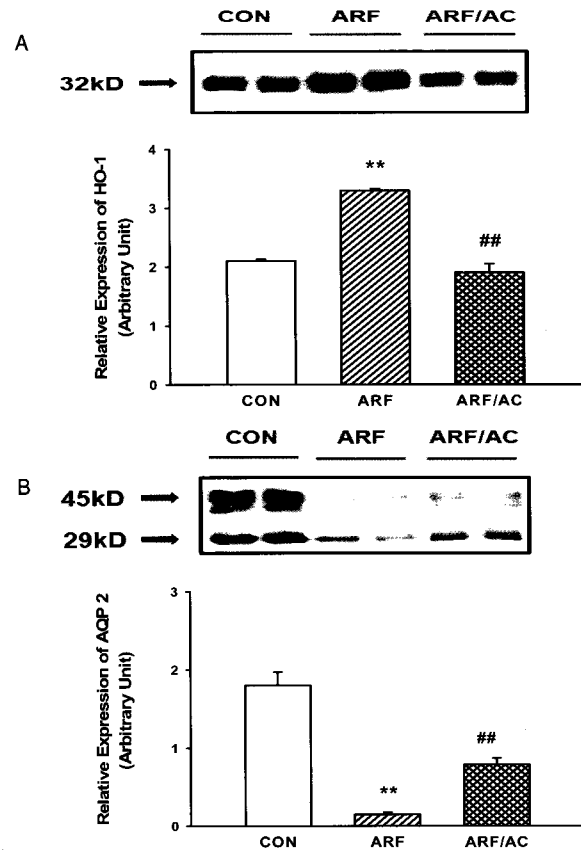 A
CON ARF ARF/AC
32kD
Relative Expression of HO-1
(Arbitrary Unit)
4
3
2
1
0
**
##
CON ARF ARF/AC
B
CON ARF ARF/AC
45kD
29kD
Relative Expression of AQP 2
(Arbitrary Unit)
3
2
1
0
**
##
CON ARF ARF/AC